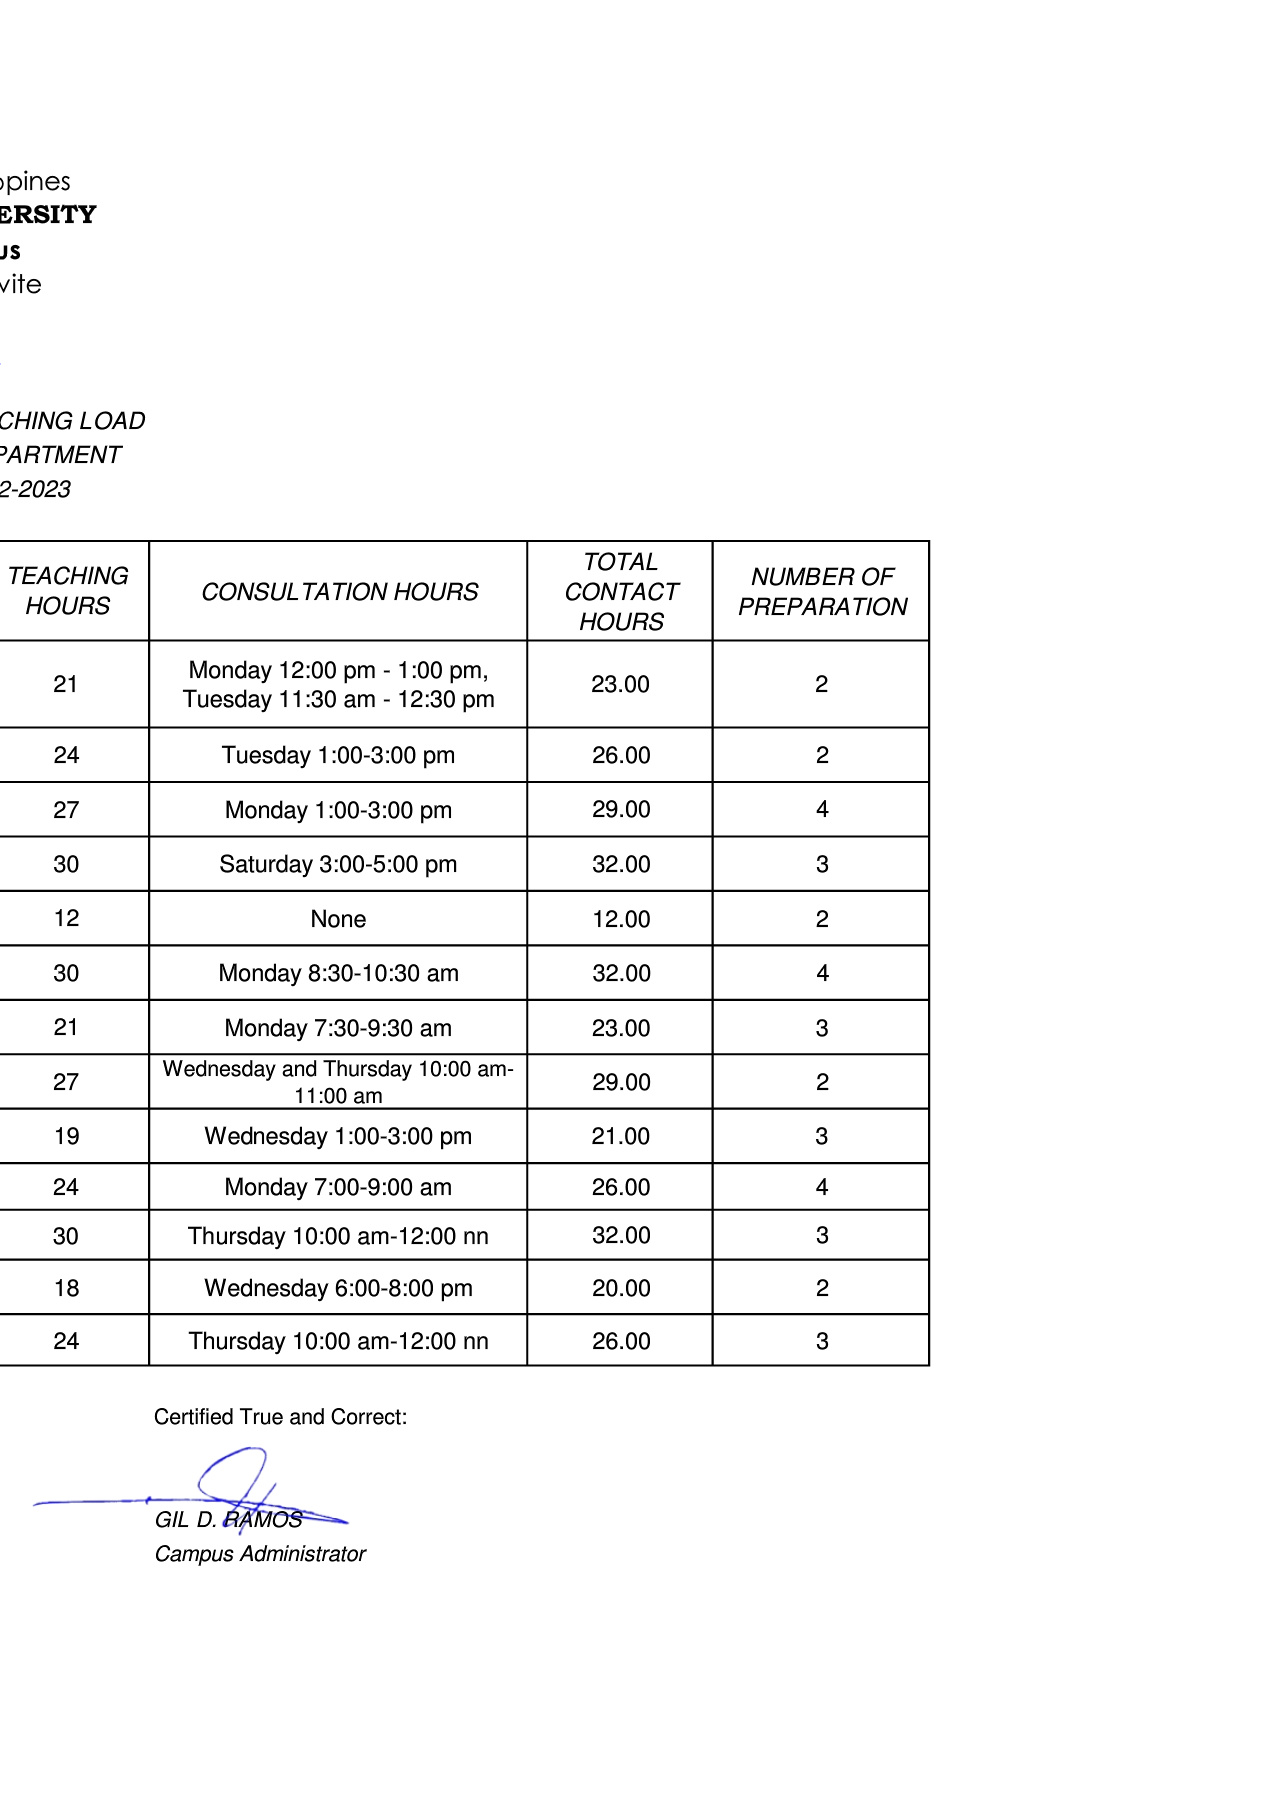 ppines
ERSITY
us
vite
CHING LOAD
PARTMENT
2-2023
TEACHING HOURS CONSULTATION HOURS TOTAL CONTACT HOURS NUMBER OF PREPARATION
21 Monday 12:00 pm - 1:00 pm, Tuesday 11:30 am - 12:30 pm 23.00 2
24 Tuesday 1:00-3:00 pm 26.00 2
27 Monday 1:00-3:00 pm 29.00 4
30 Saturday 3:00-5:00 pm 32.00 3
12 None 12.00 2
30 Monday 8:30-10:30 am 32.00 4
21 Monday 7:30-9:30 am 23.00 3
27 Wednesday and Thursday 10:00 am-11:00 am 29.00 2
19 Wednesday 1:00-3:00 pm 21.00 3
24 Monday 7:00-9:00 am 26.00 4
30 Thursday 10:00 am-12:00 nn 32.00 3
18 Wednesday 6:00-8:00 pm 20.00 2
24 Thursday 10:00 am-12:00 nn 26.00 3
Certified True and Correct:
GIL D. RAMOS
Campus Administrator